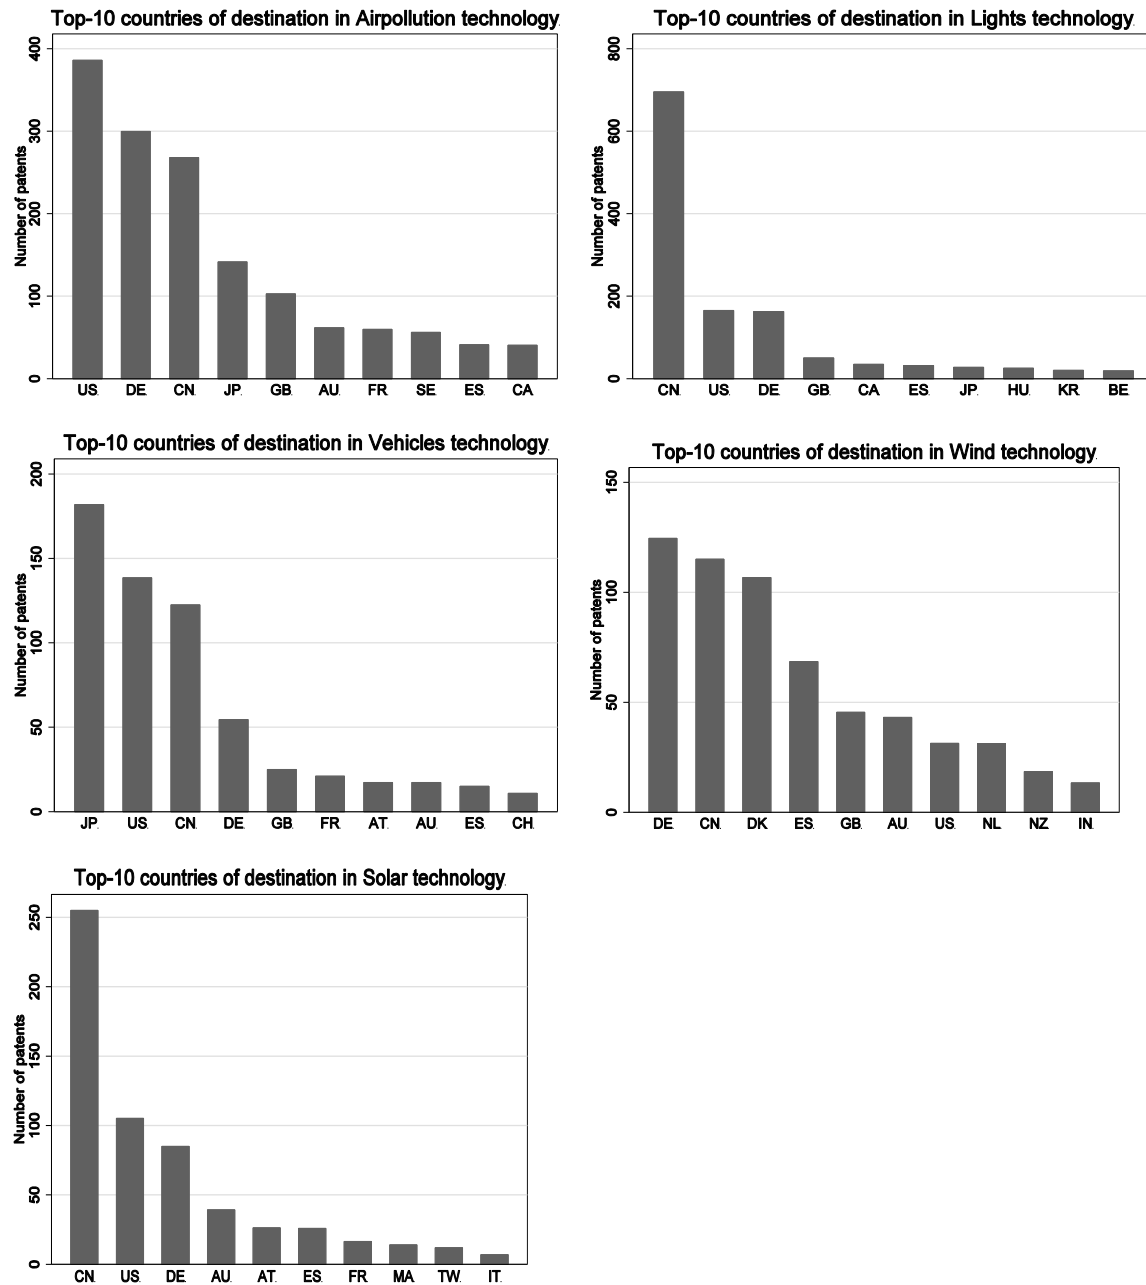 Top-10 countries of destination in Airpollution technology
Number of patents
400
300
200
100
0
US. DE. CN. JP. GB. AU. FR. SE. ES. CA.
Top-10 countries of destination in Lights technology.
Number of patents
800
600
400
200
0
CN. US. DE. GB. CA. ES. JP. HU. KR. BE.
Top-10 countries of destination in Vehicles technology.
Number of patents
200
150
100
50
0
JP. US. CN. DE. GB. FR. AT. AU. ES. CH.
Top-10 countries of destination in Wind technology.
Number of patents
150
100
50
0
DE. CN. DK. ES. GB. AU. US. NL. NZ. IN.
Top-10 countries of destination in Solar technology.
Number of patents
250
200
150
100
50
0
CN. US. DE. AU. AT. ES. FR. MA. TW. IT.